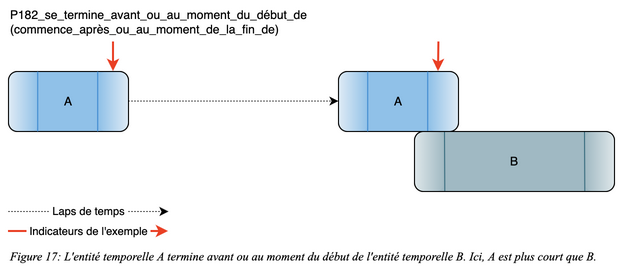 P182_se_termine_avant_ou_au_moment_du_début_de
(commence_après_ou_au_moment_de_la_fin_de)
A
A
B
Laps de temps
Indicateurs de l'exemple
Figure 17: L'entité temporelle A termine avant ou au moment du début de l'entité temporelle B. Ici, A est plus court que B.